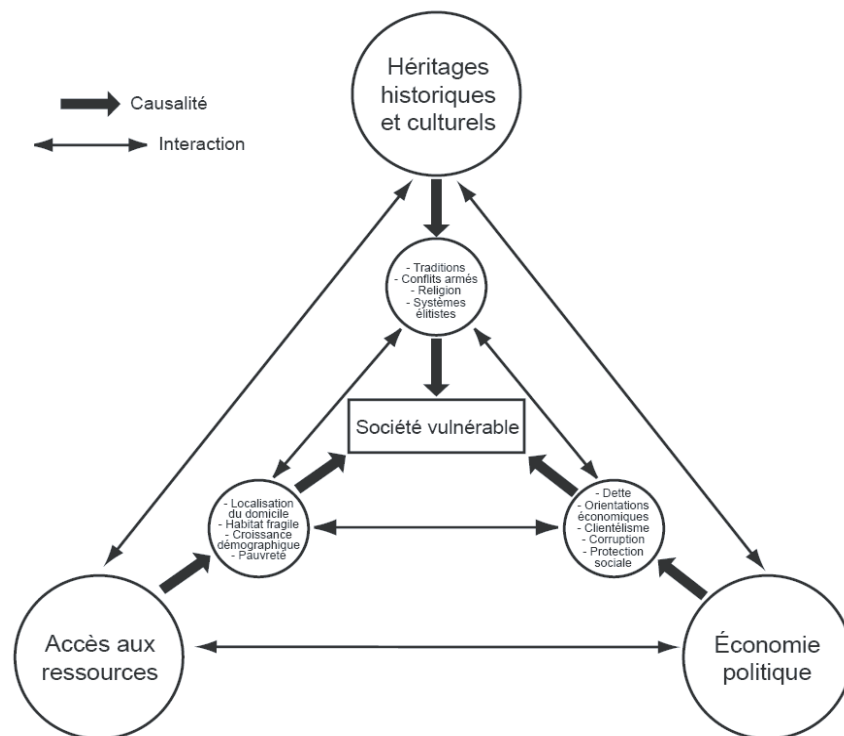 Héritages
historiques
et culturels
Causalité
Interaction
- Traditions
- Conflits armés
- Religion
- Systèmes
élitistes
Société vulnérable
- Localisation
du domicile
- Habitat fragile
- Croissance
démographique
- Pauvreté
- Dette
- Orientations
économiques
- Clientélisme
- Corruption
- Protection
sociale
Accès aux
ressources
Économie
politique